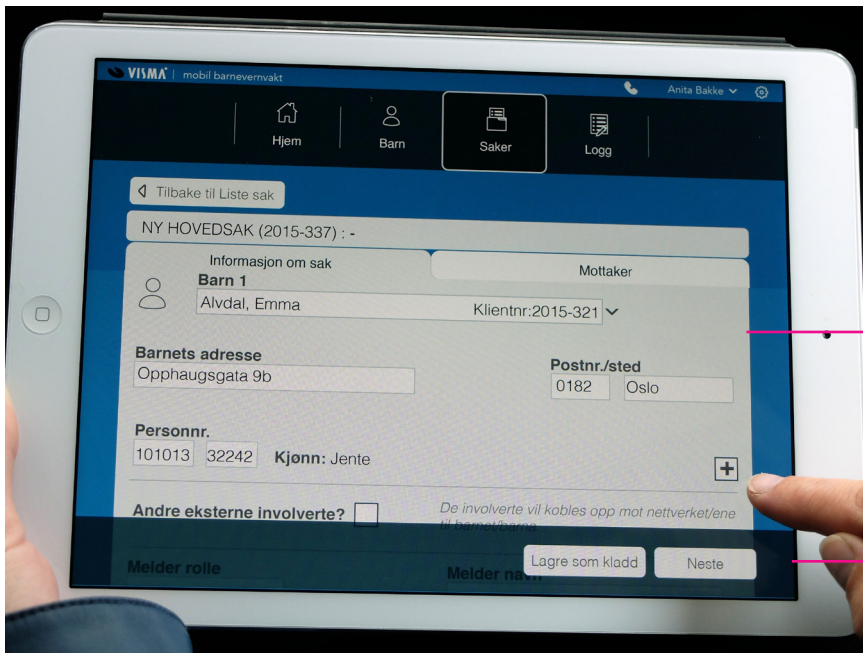 VISMA | mobil barnevernvakt
Anita Bakke
Hjem
Barn
Saker
Logg
Tilbake til Liste sak
NY HOVEDSAK (2015-337) : -
Informasjon om sak
Mottaker
Barn 1
Alvdal, Emma Klientnr:2015-321
Barnets adresse
Postnr./sted
Opphaugsgata 9b
0182 Oslo
Personnr.
101013 32242 Kjønn: Jente
Andre eksterne involverte?
De involverte vil kobles opp mot nettverket/ene
til barnet/barna
Lagre som kladd
Neste
Melder rolle
Melder navn